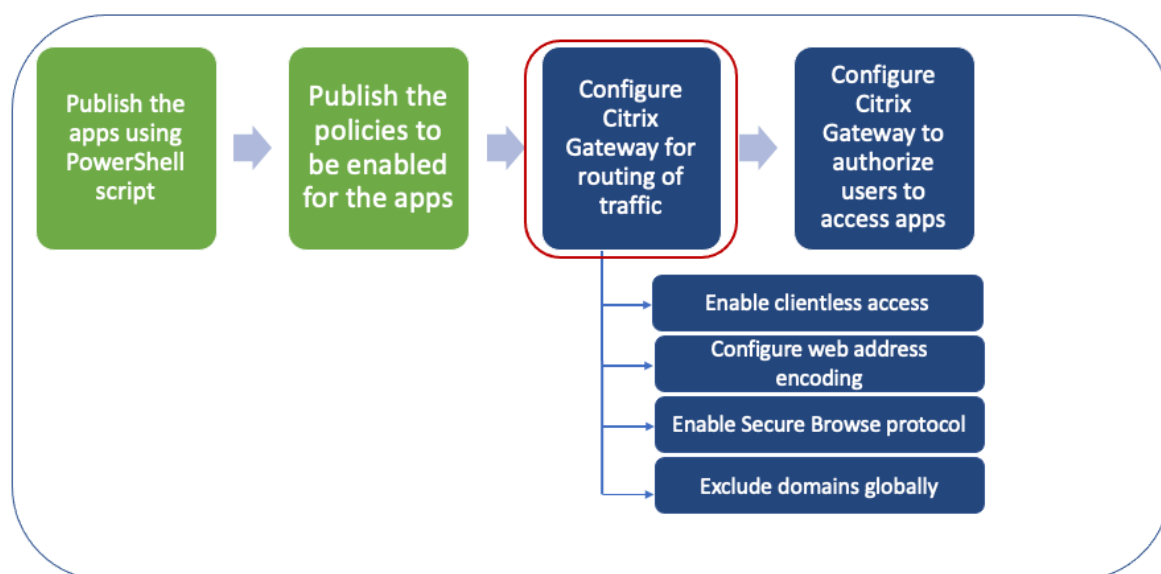 Publish the
apps using
PowerShell
script
Publish the
policies to
be enabled
for the apps
Configure
Citrix
Gateway for
routing of
traffic
Configure
Citrix
Gateway to
authorize
users to
access apps
Enable clientless access
Configure web address
encoding
Enable Secure Browse protocol
Exclude domains globally